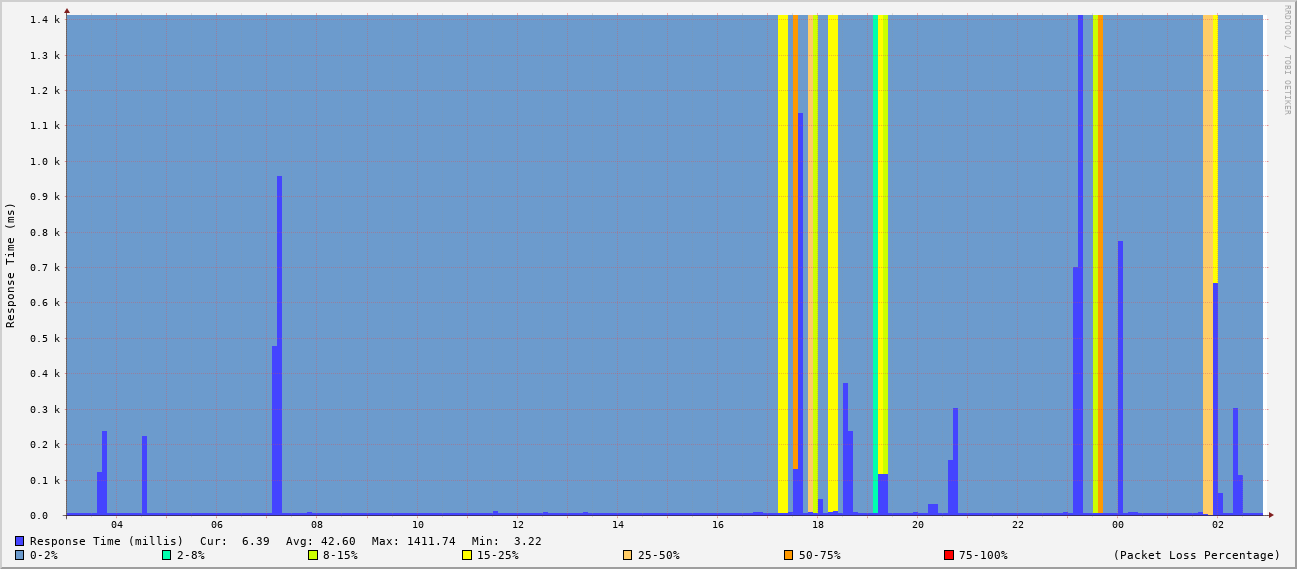 RRDTOOL / TOBI OETIKER
Response Time (ms)
1.4 k
1.3 k
1.2 k
1.1 k
1.0 k
0.9 k
0.8 k
0.7 k
0.6 k
0.5 k
0.4 k
0.3 k
0.2 k
0.1 k
0.0
04 06 08 10 12 14 16 18 20 22 00 02
Response Time (millis) Cur: 6.39 Avg: 42.60 Max: 1411.74 Min: 3.22
0-2% 2-8% 8-15% 15-25% 25-50% 50-75% 75-100% (Packet Loss Percentage)